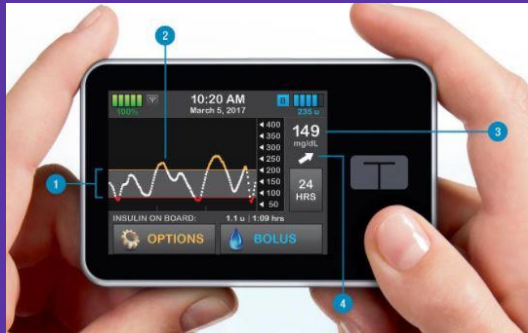 2
100%
10:20 AM
March 5, 2017
B
235 u
400
350
300
250
200
150
100
50
149
mg/dL
3
1
24
HRS
INSULIN ON BOARD: 1.1 u | 1:09 hrs
OPTIONS
BOLUS
4